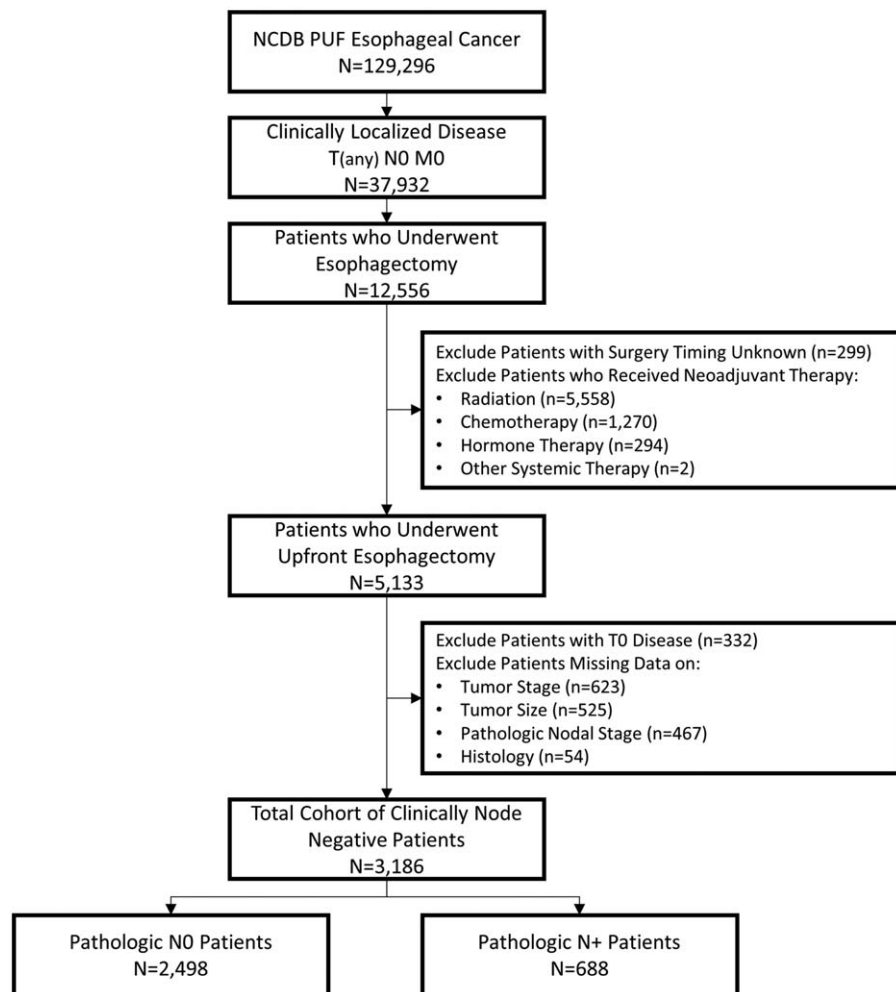 NCDB PUF Esophageal Cancer
N=129,296
Clinically Localized Disease
T(any) N0 M0
N=37,932
Patients who Underwent
Esophagectomy
N=12,556
Exclude Patients with Surgery Timing Unknown (n=299)
Exclude Patients who Received Neoadjuvant Therapy:
• Radiation (n=5,558)
• Chemotherapy (n=1,270)
• Hormone Therapy (n=294)
• Other Systemic Therapy (n=2)
Patients who Underwent
Upfront Esophagectomy
N=5,133
Exclude Patients with T0 Disease (n=332)
Exclude Patients Missing Data on:
• Tumor Stage (n=623)
• Tumor Size (n=525)
• Pathologic Nodal Stage (n=467)
• Histology (n=54)
Total Cohort of Clinically Node
Negative Patients
N=3,186
Pathologic N0 Patients
N=2,498
Pathologic N+ Patients
N=688